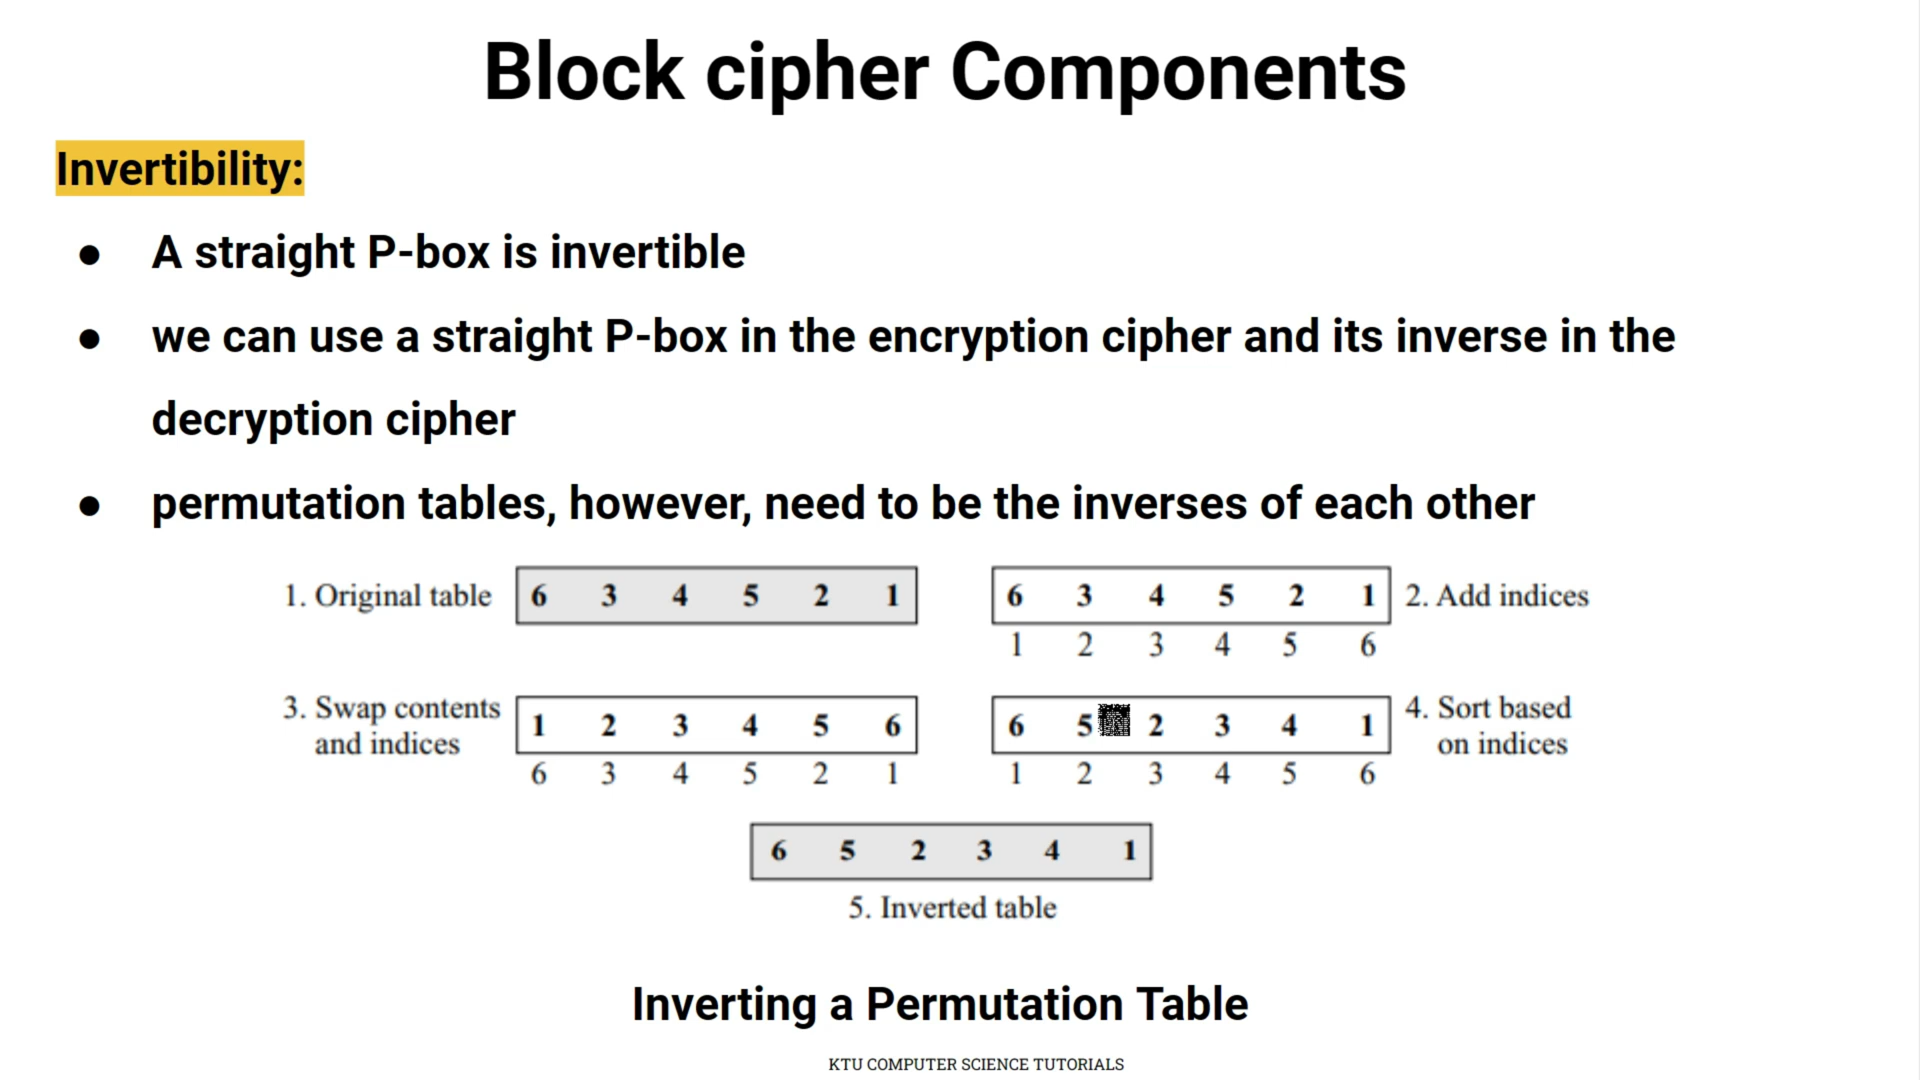 Block cipher Components
Invertibility:
● A straight P-box is invertible
● we can use a straight P-box in the encryption cipher and its inverse in the
decryption cipher
● permutation tables, however, need to be the inverses of each other
1. Original table 6 3 4 5 2 1
6 3 4 5 2 1 2. Add indices
1 2 3 4 5 6
3. Swap contents
and indices
1 2 3 4 5 6
6 3 4 5 2 1
6 5 2 3 4 1
1 2 3 4 5 6
4. Sort based
on indices
6 5 2 3 4 1
5. Inverted table
Inverting a Permutation Table
KTU COMPUTER SCIENCE TUTORIALS